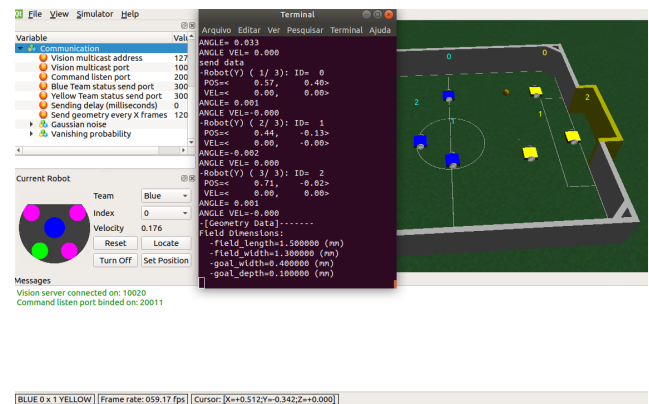 File View Simulator Help
Variable Valu
Communication
Vision multicast address 127
Vision multicast port 100
Command listen port 200
Blue Team status send port 300
Yellow Team status send port 300
Sending delay (milliseconds) 0
Send geometry every X frames 120
Gaussian noise
Vanishing probability
Current Robot
Team Blue
Index 0
Velocity 0.176
Reset Locate
Turn Off Set Position
Messages
Vision server connected on: 10020
Command listen port binded on: 20011
Terminal
Arquivo Editar Ver Pesquisar Terminal Ajuda
ANGLE= 0.033
ANGLE VEL= 0.000
send data
-Robot(Y) ( 1/ 3): ID= 0
POS=< 0.57, 0.40>
VEL=< 0.00, 0.00>
ANGLE= 0.001
ANGLE VEL=-0.000
-Robot(Y) ( 2/ 3): ID= 1
POS=< 0.44, -0.13>
VEL=< 0.00, -0.00>
ANGLE=-0.002
ANGLE VEL= 0.000
-Robot(Y) ( 3/ 3): ID= 2
POS=< 0.71, -0.02>
VEL=< 0.00, 0.00>
ANGLE= 0.001
ANGLE VEL=-0.000
-[Geometry Data]-------
Field Dimensions:
-field_length=1.500000 (mm)
-field_width=1.300000 (mm)
-goal_width=0.400000 (mm)
-goal_depth=0.100000 (mm)
0
0
2
2
1
1
BLUE 0 x 1 YELLOW Frame rate: 059.17 fps Cursor: [X=+0.512;Y=-0.342;Z=+0.000]